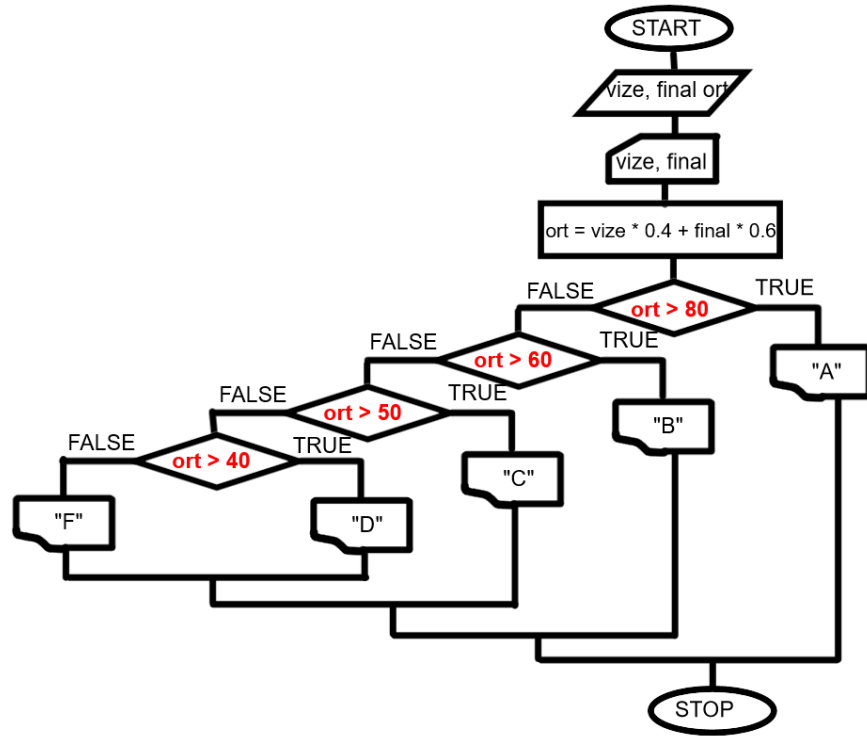 START
vize, final ort
vize, final
ort = vize * 0.4 + final * 0.6
FALSE
TRUE
ort > 80
FALSE
TRUE
ort > 60
"A"
FALSE
TRUE
ort > 50
"B"
FALSE
TRUE
ort > 40
"C"
"F"
"D"
STOP